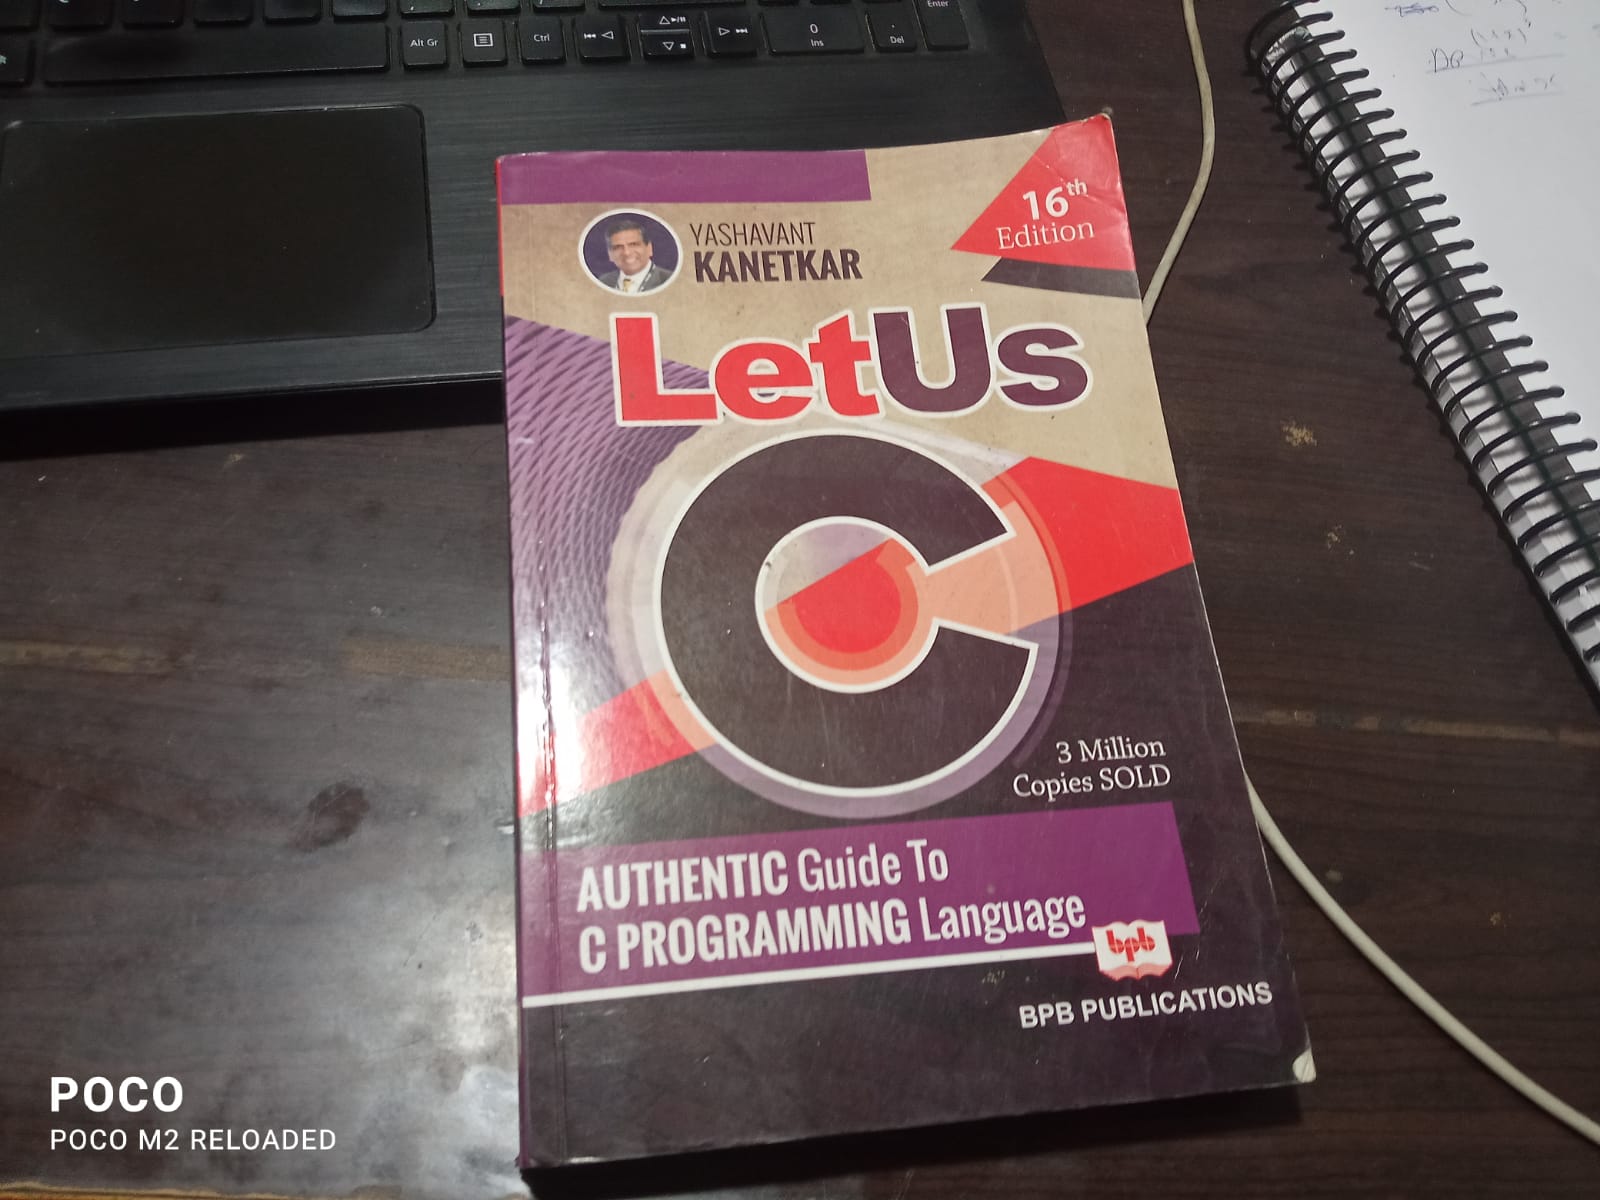 Enter
Alt Gr
Ctrl
0
Ins
.
Del
16th
Edition
YASHAVANT
KANETKAR
LetUs
C
3 Million
Copies SOLD
AUTHENTIC Guide To
C PROGRAMMING Language
bpb
BPB PUBLICATIONS
POCO
POCO M2 RELOADED